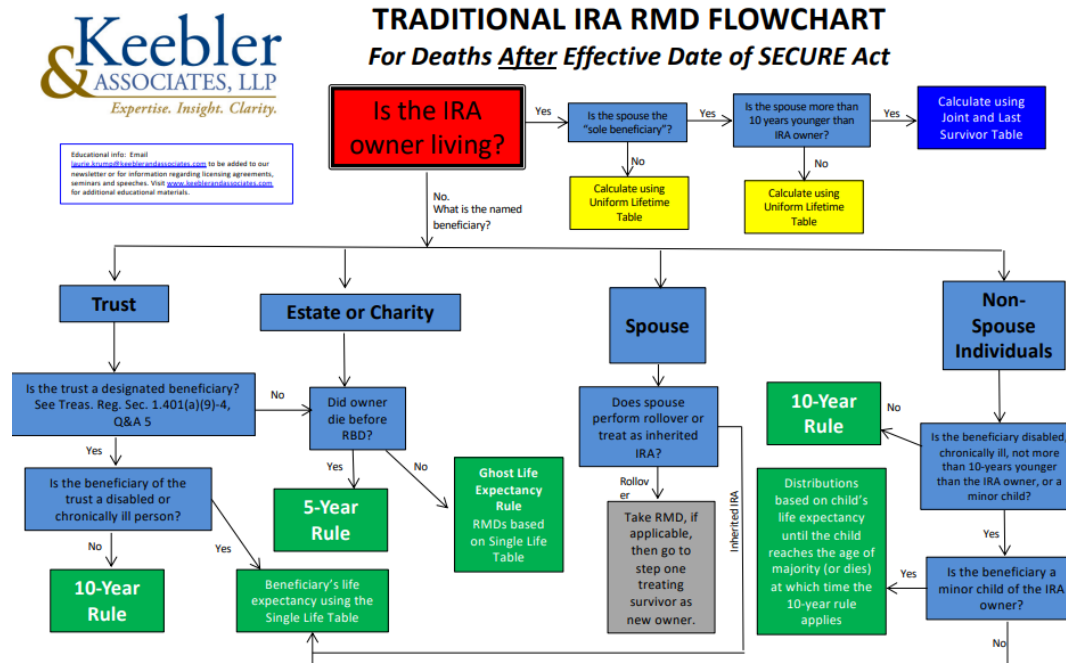 Keebler
& ASSOCIATES, LLP
Expertise. Insight. Clarity.
TRADITIONAL IRA RMD FLOWCHART
For Deaths After Effective Date of SECURE Act
Educational info:  Email
laurie.krump@keeblerandassociates.com to be added to our
newsletter or for information regarding licensing agreements,
seminars and speeches. Visit www.keeblerandassociates.com
for additional educational materials.
Is the IRA
owner living?
Yes
Is the spouse the
“sole beneficiary”?
Yes
Is the spouse more than
10 years younger than
IRA owner?
Yes
Calculate using
Joint and Last
Survivor Table
No
Calculate using
Uniform Lifetime
Table
No
Calculate using
Uniform Lifetime
Table
No.
What is the named
beneficiary?
Trust
Estate or Charity
Spouse
Non-
Spouse
Individuals
Is the trust a designated beneficiary?
See Treas. Reg. Sec. 1.401(a)(9)-4,
Q&A 5
No
Did owner
die before
RBD?
Does spouse
perform rollover or
treat as inherited
IRA?
10-Year
Rule
No
Is the beneficiary disabled,
chronically ill, not more
than 10-years younger
than the IRA owner, or a
minor child?
Yes
Is the beneficiary of the
trust a disabled or
chronically ill person?
Yes
No
5-Year
Rule
Ghost Life
Expectancy
Rule
RMDs based
on Single Life
Table
Rollov
er
Inherited IRA
Take RMD, if
applicable,
then go to
step one
treating
survivor as
new owner.
Distributions
based on child’s
life expectancy
until the child
reaches the age of
majority (or dies)
at which time the
10-year rule
applies
Yes
Yes
Is the beneficiary a
minor child of the IRA
owner?
No
No
10-Year
Rule
Yes
Beneficiary’s life
expectancy using the
Single Life Table